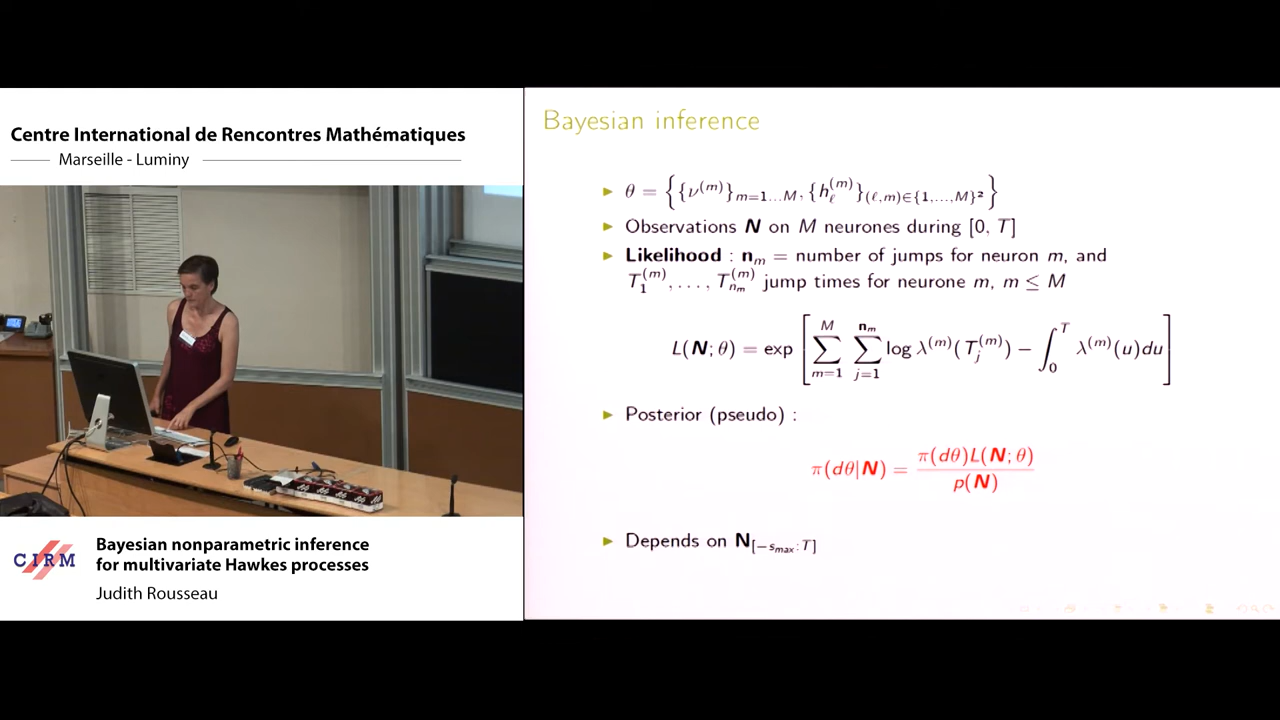 Centre International de Rencontres Mathématiques
Marseille - Luminy
CIRM
Bayesian nonparametric inference
for multivariate Hawkes processes
Judith Rousseau
Bayesian inference
► θ = { {ν^(m)}_{m=1...M}, {h_ℓ^(m)}_{(ℓ,m)∈{1,...,M}²} }
► Observations N on M neurones during [0, T]
► Likelihood : n_m = number of jumps for neuron m, and
T_1^(m), ..., T_{n_m}^(m) jump times for neurone m, m ≤ M
L(N; θ) = exp [ ∑_{m=1}^{M} ∑_{j=1}^{n_m} log λ^(m)(T_j^(m)) − ∫_0^T λ^(m)(u)du ]
► Posterior (pseudo) :
π(dθ|N) = π(dθ)L(N; θ) / p(N)
► Depends on N_{[−s_max:T]}